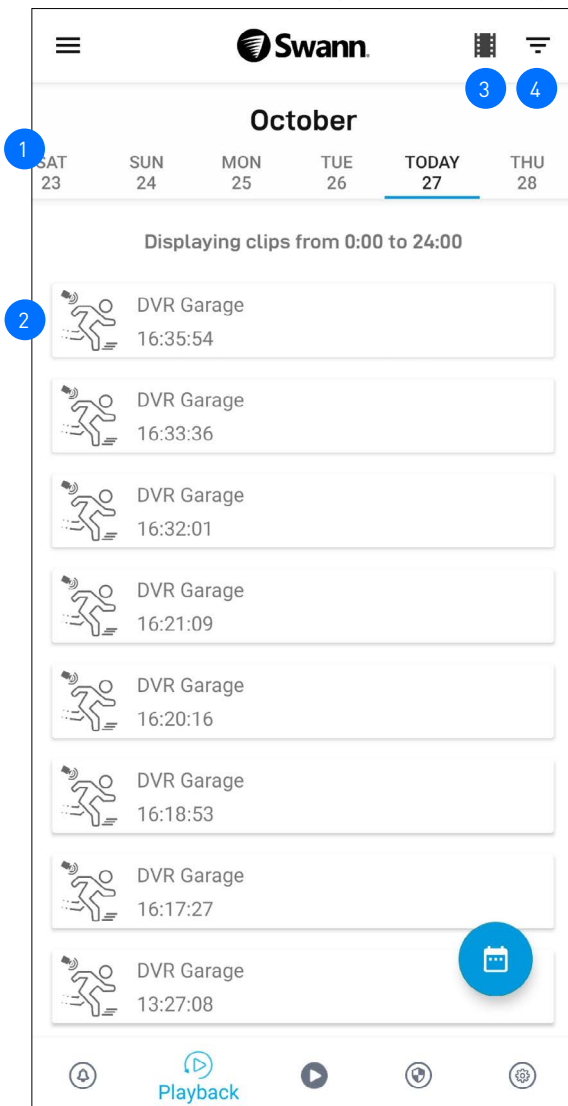 Swann.
3 4
October
1
SAT SUN MON TUE TODAY THU
23 24 25 26 27 28
Displaying clips from 0:00 to 24:00
2
DVR Garage
16:35:54
DVR Garage
16:33:36
DVR Garage
16:32:01
DVR Garage
16:21:09
DVR Garage
16:20:16
DVR Garage
16:18:53
DVR Garage
16:17:27
DVR Garage
13:27:08
Playback